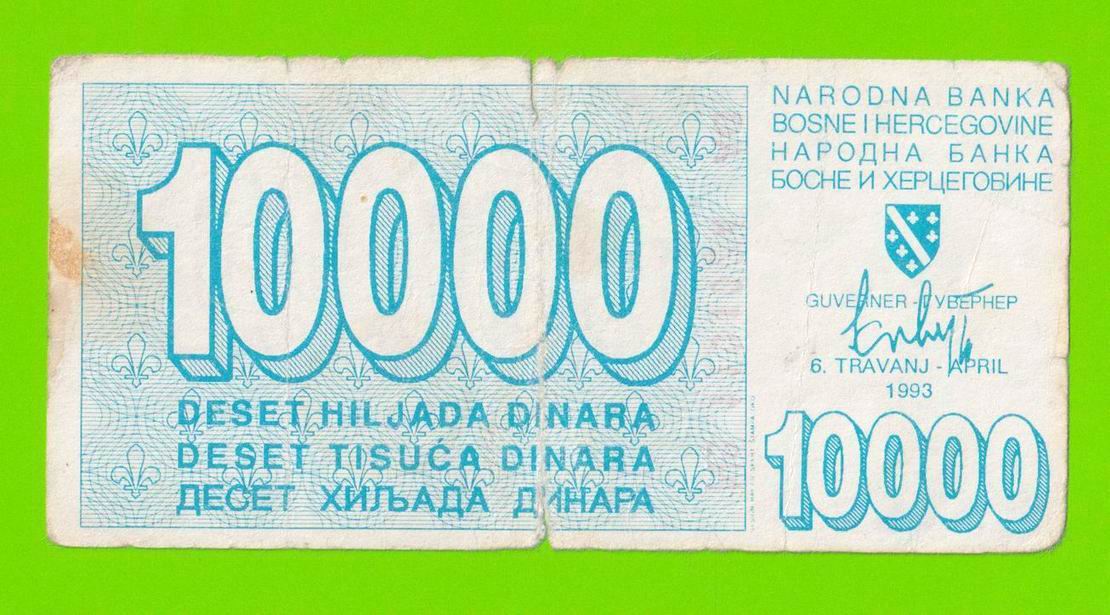 10000
DESET HILJADA DINARA
DESET TISUĆA DINARA
ДЕСЕТ ХИЉАДА ДИНАРА
NARODNA BANKA
BOSNE I HERCEGOVINE
НАРОДНА БАНКА
БОСНЕ И ХЕРЦЕГОВИНЕ
GUVERNER - ГУВЕРНЕР
6. TRAVANJ - APRIL
1993
10000